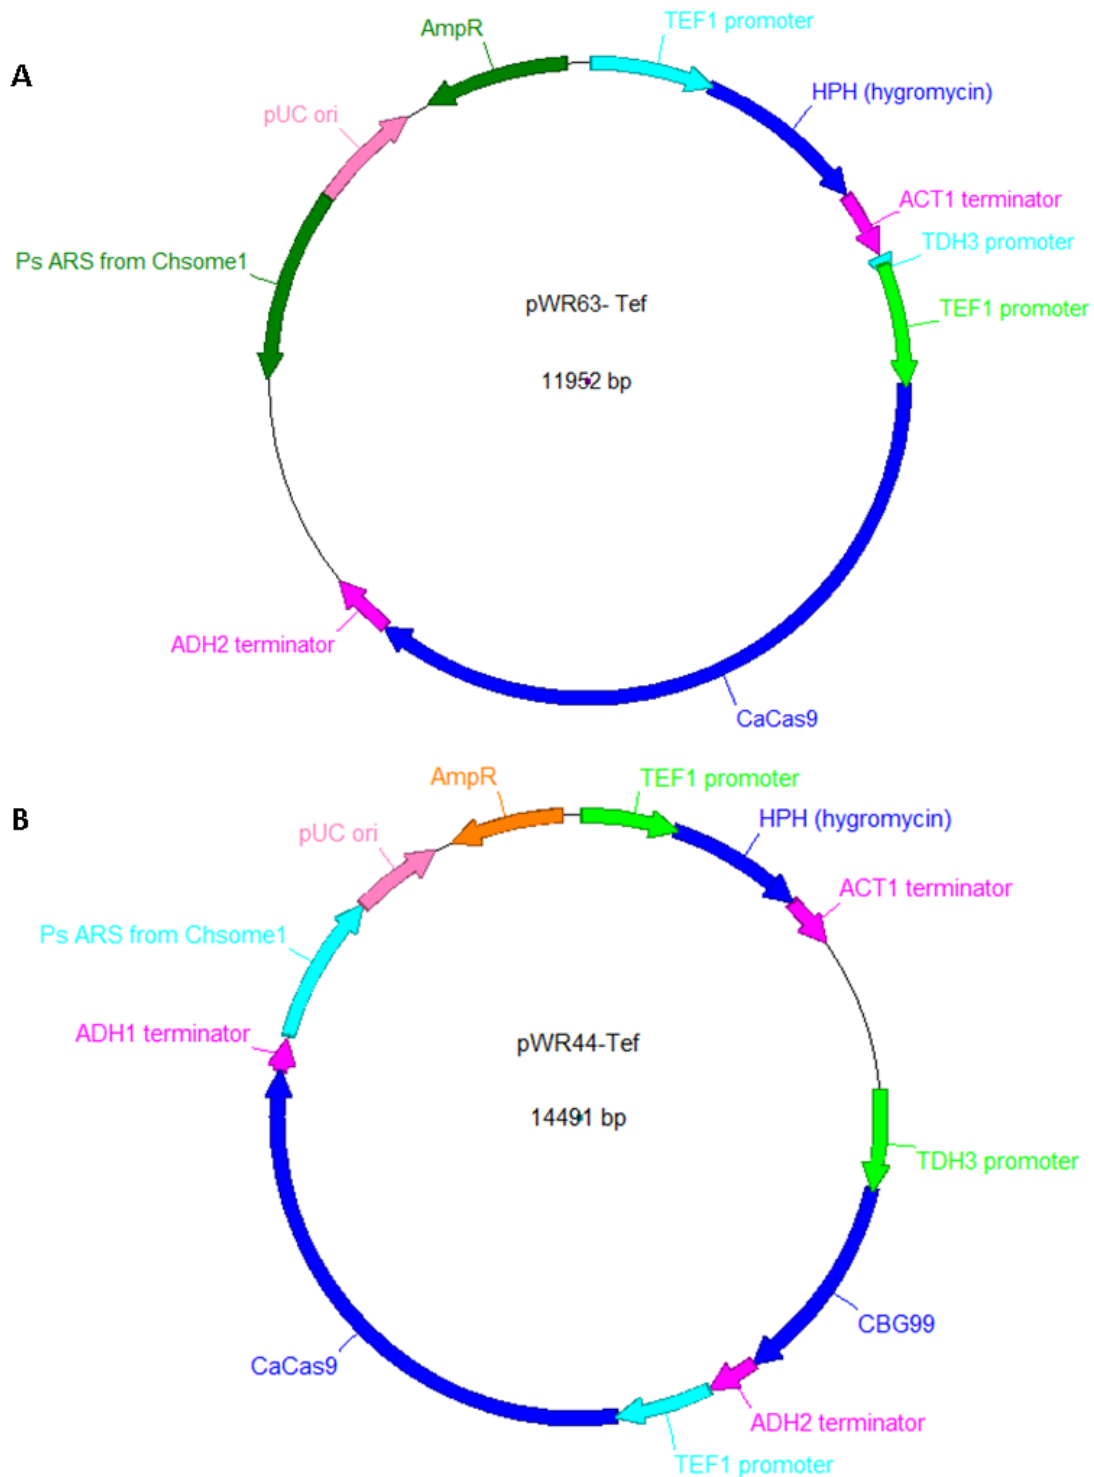 A
AmpR
TEF1 promoter
HPH (hygromycin)
pUC ori
ACT1 terminator
TDH3 promoter
Ps ARS from Chsome1
TEF1 promoter
pWR63- Tef
11952 bp
ADH2 terminator
CaCas9
B
AmpR
TEF1 promoter
HPH (hygromycin)
pUC ori
ACT1 terminator
Ps ARS from Chsome1
ADH1 terminator
pWR44-Tef
14491 bp
TDH3 promoter
CBG99
CaCas9
ADH2 terminator
TEF1 promoter